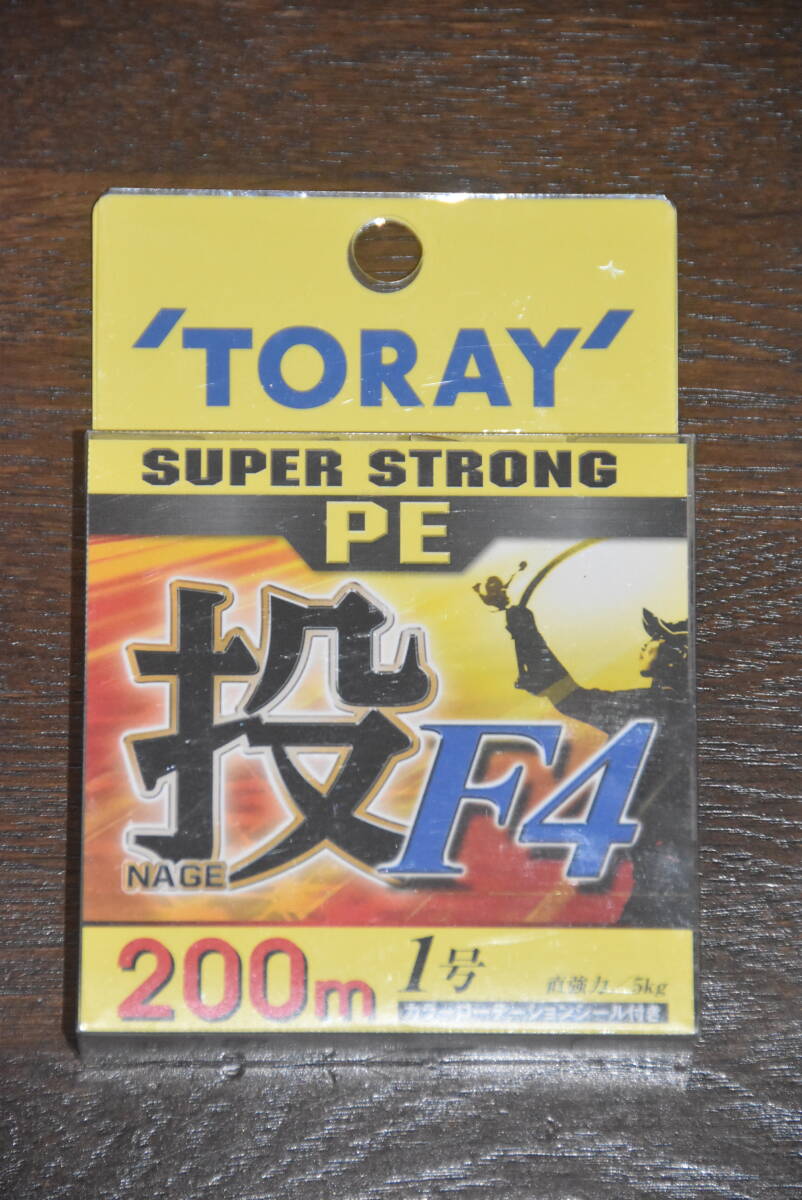 'TORAY'
SUPER STRONG
PE
投 F4
NAGE
200m 1号 直強力 5kg
カラーローテーションシール付き